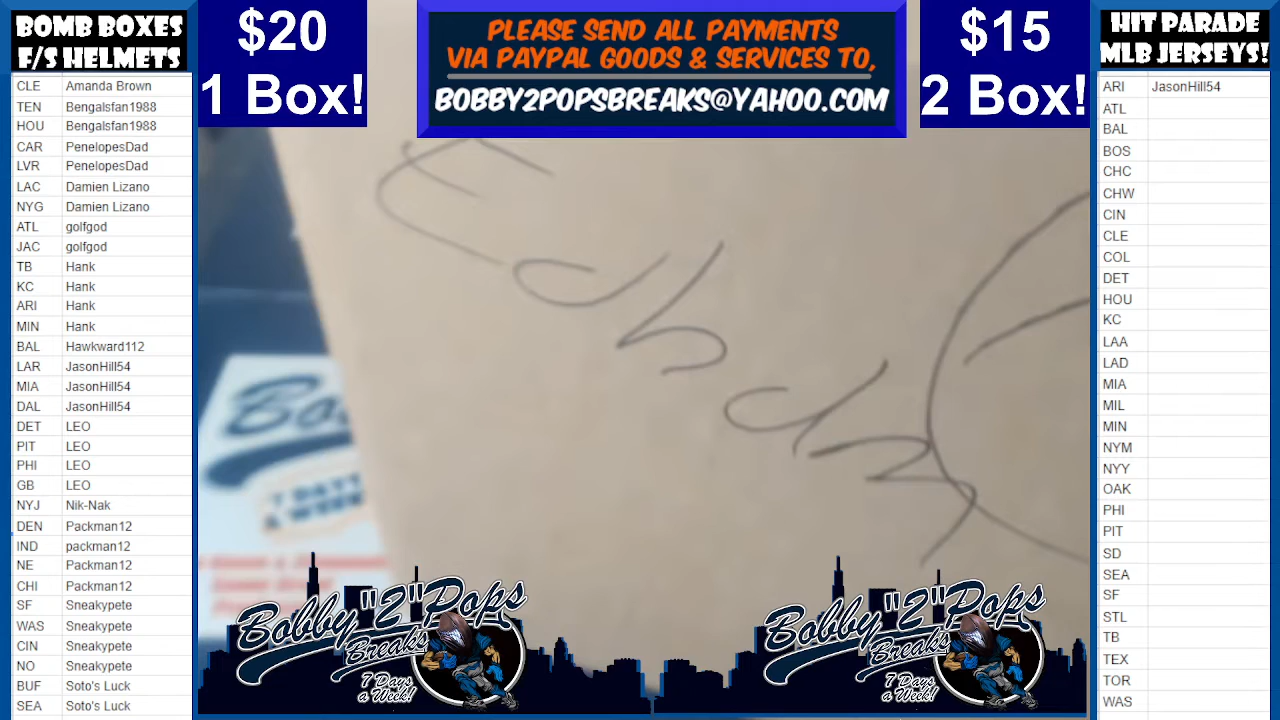 BOMB BOXES
F/S HELMETS
CLE Amanda Brown
TEN Bengalsfan1988
HOU Bengalsfan1988
CAR PenelopesDad
LVR PenelopesDad
LAC Damien Lizano
NYG Damien Lizano
ATL golfgod
JAC golfgod
TB Hank
KC Hank
ARI Hank
MIN Hank
BAL Hawkward112
LAR JasonHill54
MIA JasonHill54
DAL JasonHill54
DET LEO
PIT LEO
PHI LEO
GB LEO
NYJ Nik-Nak
DEN Packman12
IND packman12
NE Packman12
CHI Packman12
SF Sneakypete
WAS Sneakypete
CIN Sneakypete
NO Sneakypete
BUF Soto's Luck
SEA Soto's Luck
$20
1 Box!
PLEASE SEND ALL PAYMENTS
VIA PAYPAL GOODS & SERVICES TO,
BOBBY2POPSBREAKS@YAHOO.COM
$15
2 Box!
7 DAYS
A WEEK!
Bobby "2" Pops
Breaks
7 Days
a Week!
Bobby "2" Pops
Breaks
7 Days
a Week!
HIT PARADE
MLB JERSEYS!
ARI JasonHill54
ATL
BAL
BOS
CHC
CHW
CIN
CLE
COL
DET
HOU
KC
LAA
LAD
MIA
MIL
MIN
NYM
NYY
OAK
PHI
PIT
SD
SEA
SF
STL
TB
TEX
TOR
WAS